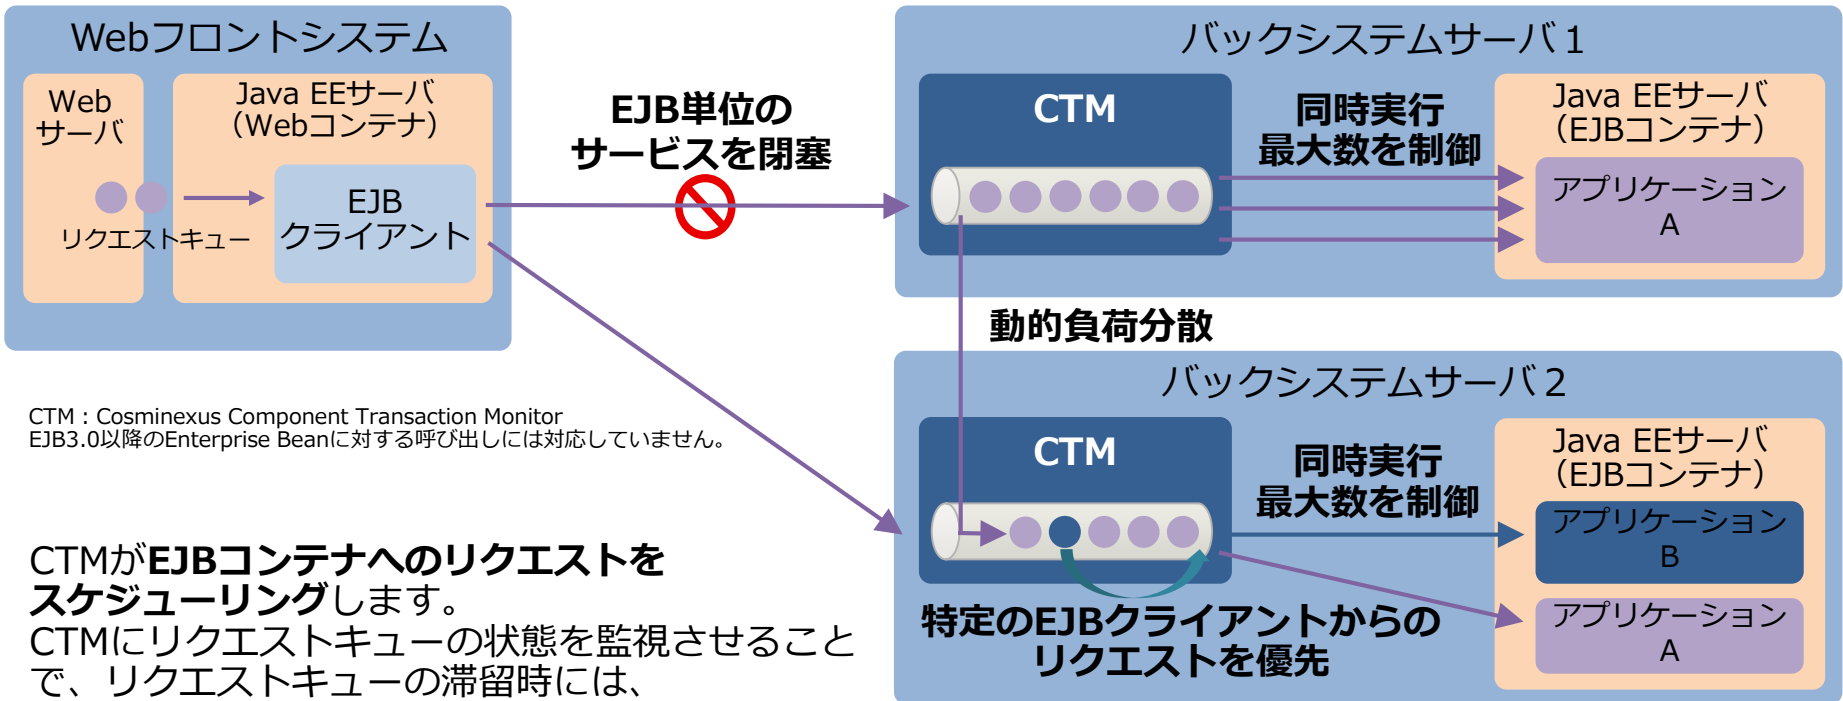 Webフロントシステム
Web
サーバ
Java EEサーバ
（Webコンテナ）
EJB
クライアント
リクエストキュー
EJB単位の
サービスを閉塞
バックシステムサーバ１
CTM
同時実行
最大数を制御
Java EEサーバ
（EJBコンテナ）
アプリケーション
A
動的負荷分散
バックシステムサーバ２
CTM
同時実行
最大数を制御
Java EEサーバ
（EJBコンテナ）
アプリケーション
B
アプリケーション
A
特定のEJBクライアントからの
リクエストを優先
CTM：Cosminexus Component Transaction Monitor
EJB3.0以降のEnterprise Beanに対する呼び出しには対応していません。
CTMがEJBコンテナへのリクエストを
スケジューリングします。
CTMにリクエストキューの状態を監視させること
で、リクエストキューの滞留時には、